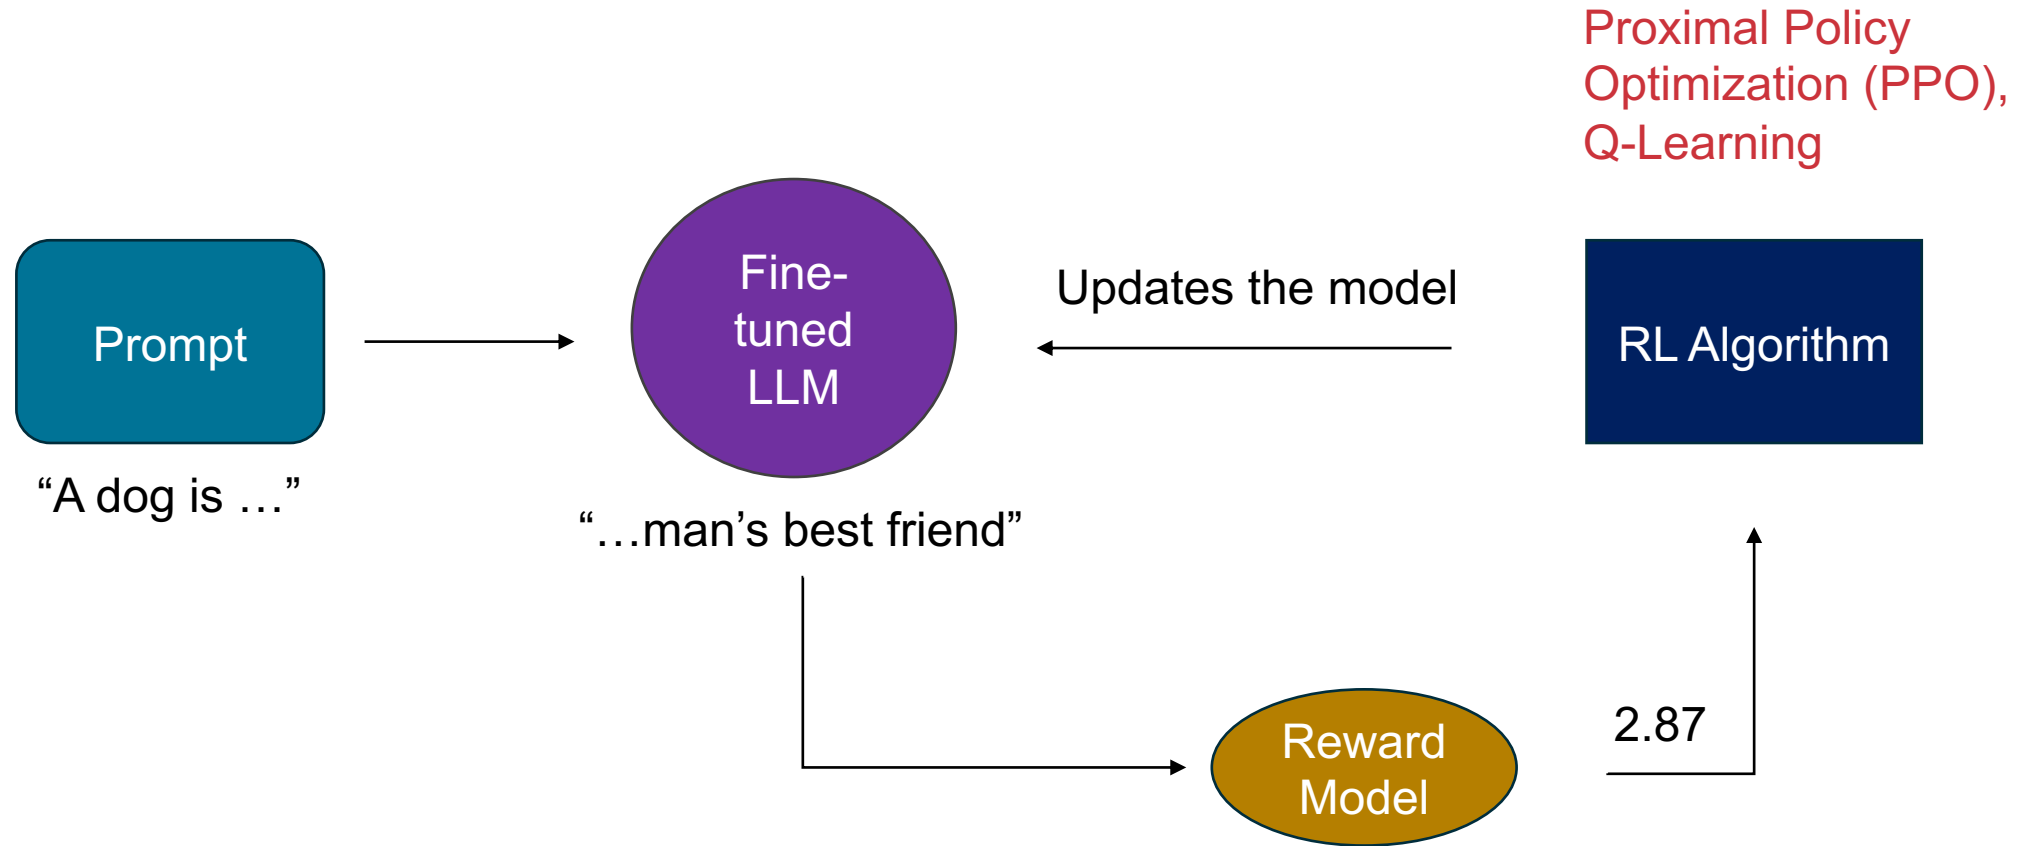 Proximal Policy
Optimization (PPO),
Q-Learning
Prompt
“A dog is …”
Fine-
tuned
LLM
“…man’s best friend”
Updates the model
RL Algorithm
Reward
Model
2.87